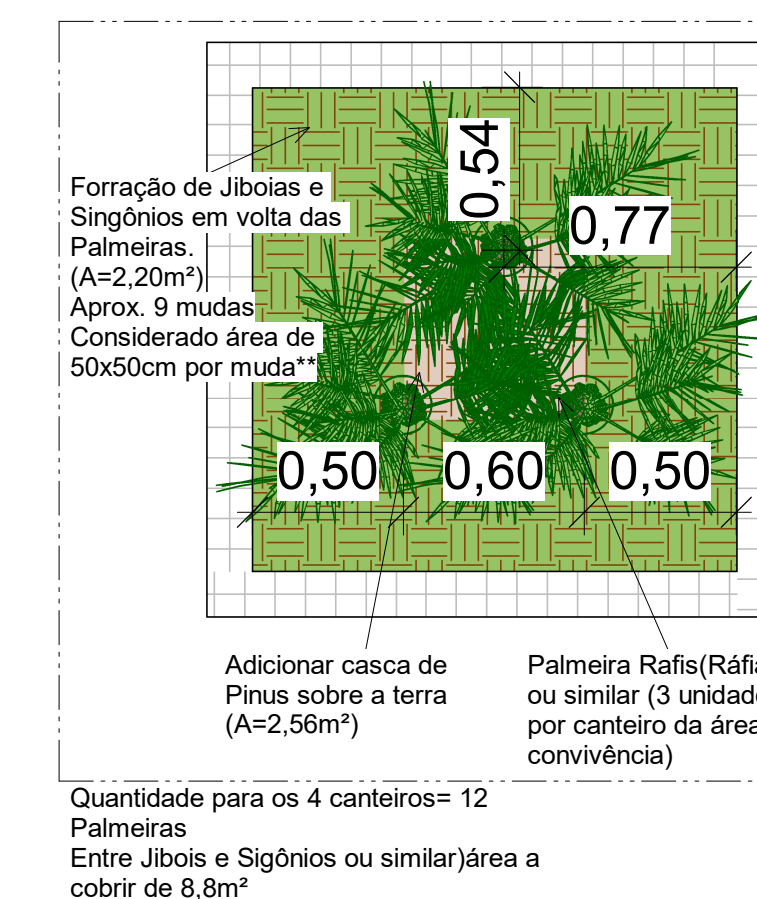 0,54
0,77
Forração de Jiboias e
Singônios em volta das
Palmeiras.
(A=2,20m²)
Aprox. 9 mudas
Considerado área de
50x50cm por muda**
0,50
0,60
0,50
Adicionar casca de
Pinus sobre a terra
(A=2,56m²)
Palmeira Rafis(Ráfia
ou similar (3 unidade
por canteiro da área
convivência)
Quantidade para os 4 canteiros= 12
Palmeiras
Entre Jibois e Sigônios ou similar)área a
cobrir de 8,8m²